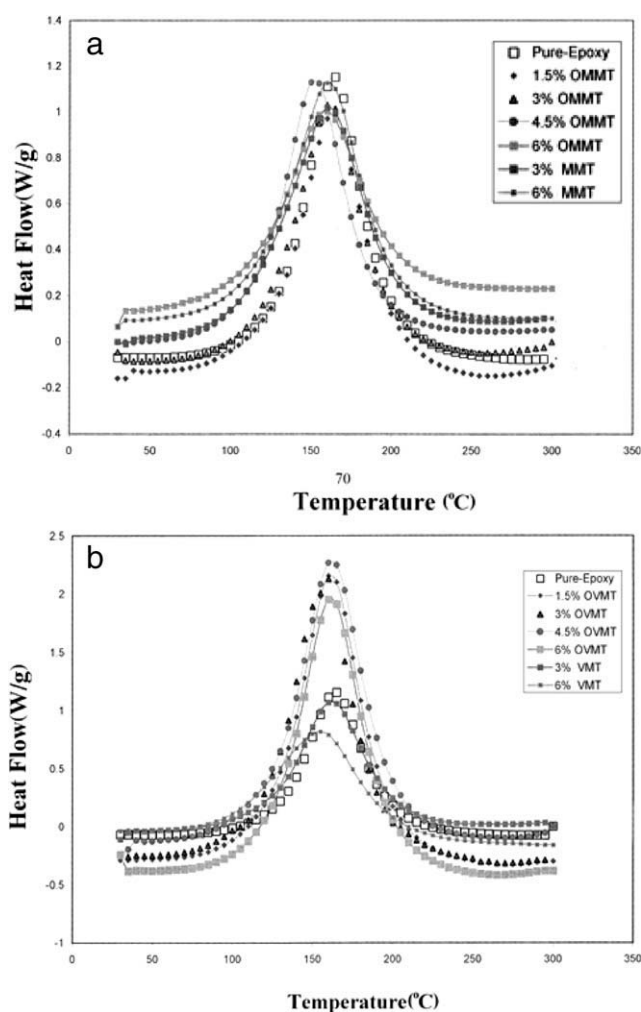 a
1.4
1.2
1
0.8
0.6
0.4
0.2
0
-0.2
-0.4
0 50 100 150 200 250 300 350
Heat Flow(W/g)
Pure-Epoxy
1.5% OMMT
3% OMMT
4.5% OMMT
6% OMMT
3% MMT
6% MMT
70
Temperature (°C)
b
2.5
2
1.5
1
0.5
0
-0.5
-1
0 50 100 150 200 250 300 350
Heat Flow(W/g)
Pure-Epoxy
1.5% OVMT
3% OVMT
4.5% OVMT
6% OVMT
3% VMT
6% VMT
Temperature(°C)